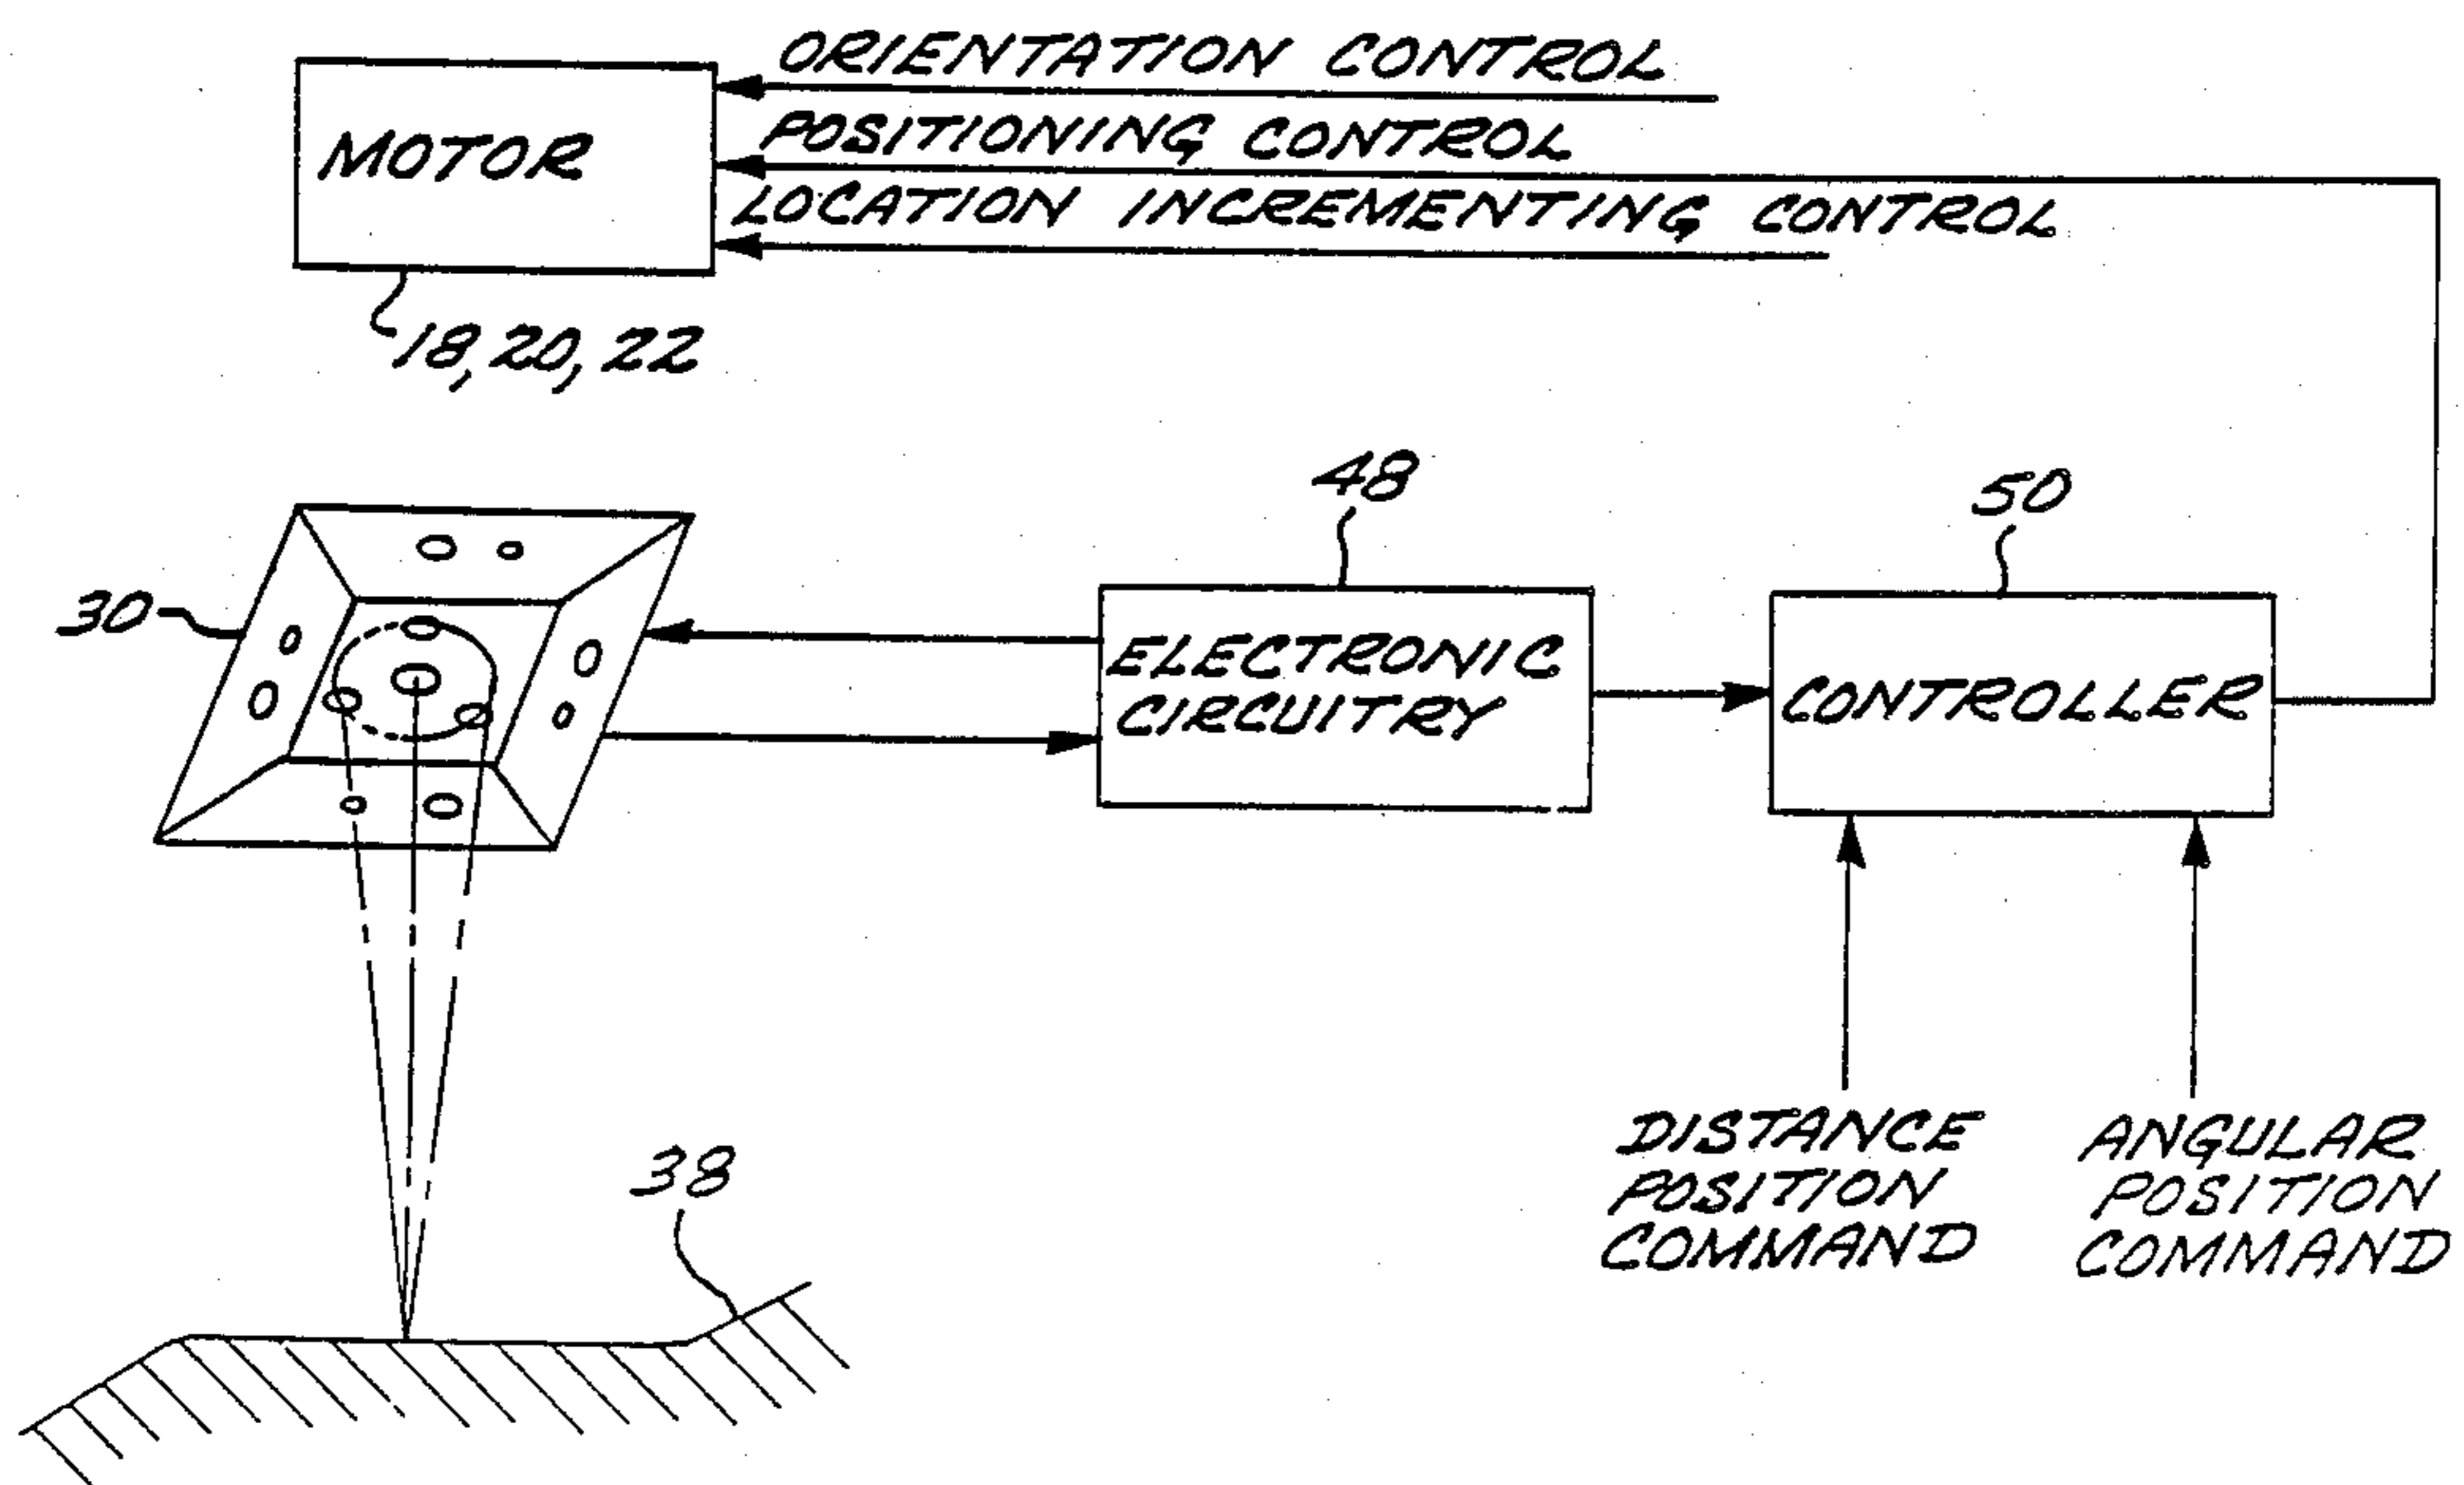 ORIENTATION CONTROL
MOTOR
POSITIONING CONTROL
LOCATION INCREMENTING CONTROL
18, 20, 22
48
50
30
ELECTRONIC
CIRCUITRY
CONTROLLER
38
DISTANCE
POSITION
COMMAND
ANGULAR
POSITION
COMMAND